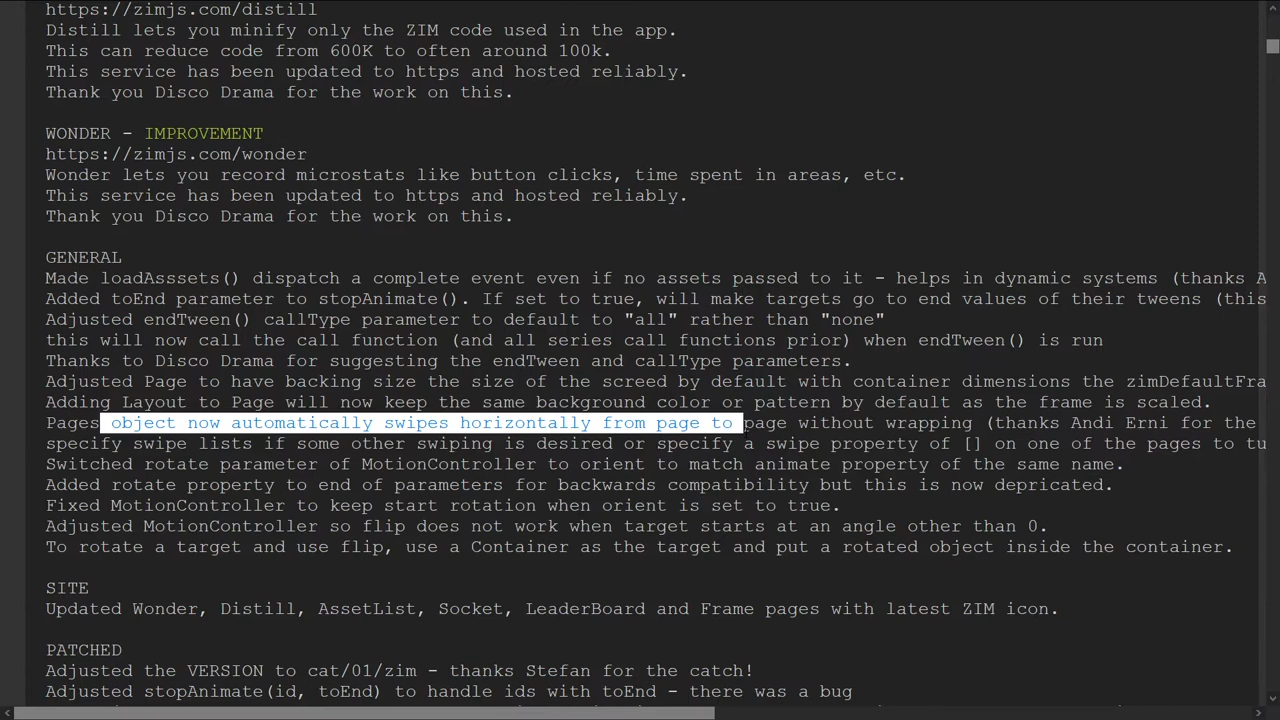 https://zimjs.com/distill
Distill lets you minify only the ZIM code used in the app.
This can reduce code from 600K to often around 100k.
This service has been updated to https and hosted reliably.
Thank you Disco Drama for the work on this.
WONDER - IMPROVEMENT
https://zimjs.com/wonder
Wonder lets you record microstats like button clicks, time spent in areas, etc.
This service has been updated to https and hosted reliably.
Thank you Disco Drama for the work on this.
GENERAL
Made loadAsssets() dispatch a complete event even if no assets passed to it - helps in dynamic systems (thanks A
Added toEnd parameter to stopAnimate(). If set to true, will make targets go to end values of their tweens (this
Adjusted endTween() callType parameter to default to "all" rather than "none"
this will now call the call function (and all series call functions prior) when endTween() is run
Thanks to Disco Drama for suggesting the endTween and callType parameters.
Adjusted Page to have backing size the size of the screed by default with container dimensions the zimDefaultFra
Adding Layout to Page will now keep the same background color or pattern by default as the frame is scaled.
Pages object now automatically swipes horizontally from page to page without wrapping (thanks Andi Erni for the
specify swipe lists if some other swiping is desired or specify a swipe property of [] on one of the pages to tu
Switched rotate parameter of MotionController to orient to match animate property of the same name.
Added rotate property to end of parameters for backwards compatibility but this is now depricated.
Fixed MotionController to keep start rotation when orient is set to true.
Adjusted MotionController so flip does not work when target starts at an angle other than 0.
To rotate a target and use flip, use a Container as the target and put a rotated object inside the container.
SITE
Updated Wonder, Distill, AssetList, Socket, LeaderBoard and Frame pages with latest ZIM icon.
PATCHED
Adjusted the VERSION to cat/01/zim - thanks Stefan for the catch!
Adjusted stopAnimate(id, toEnd) to handle ids with toEnd - there was a bug